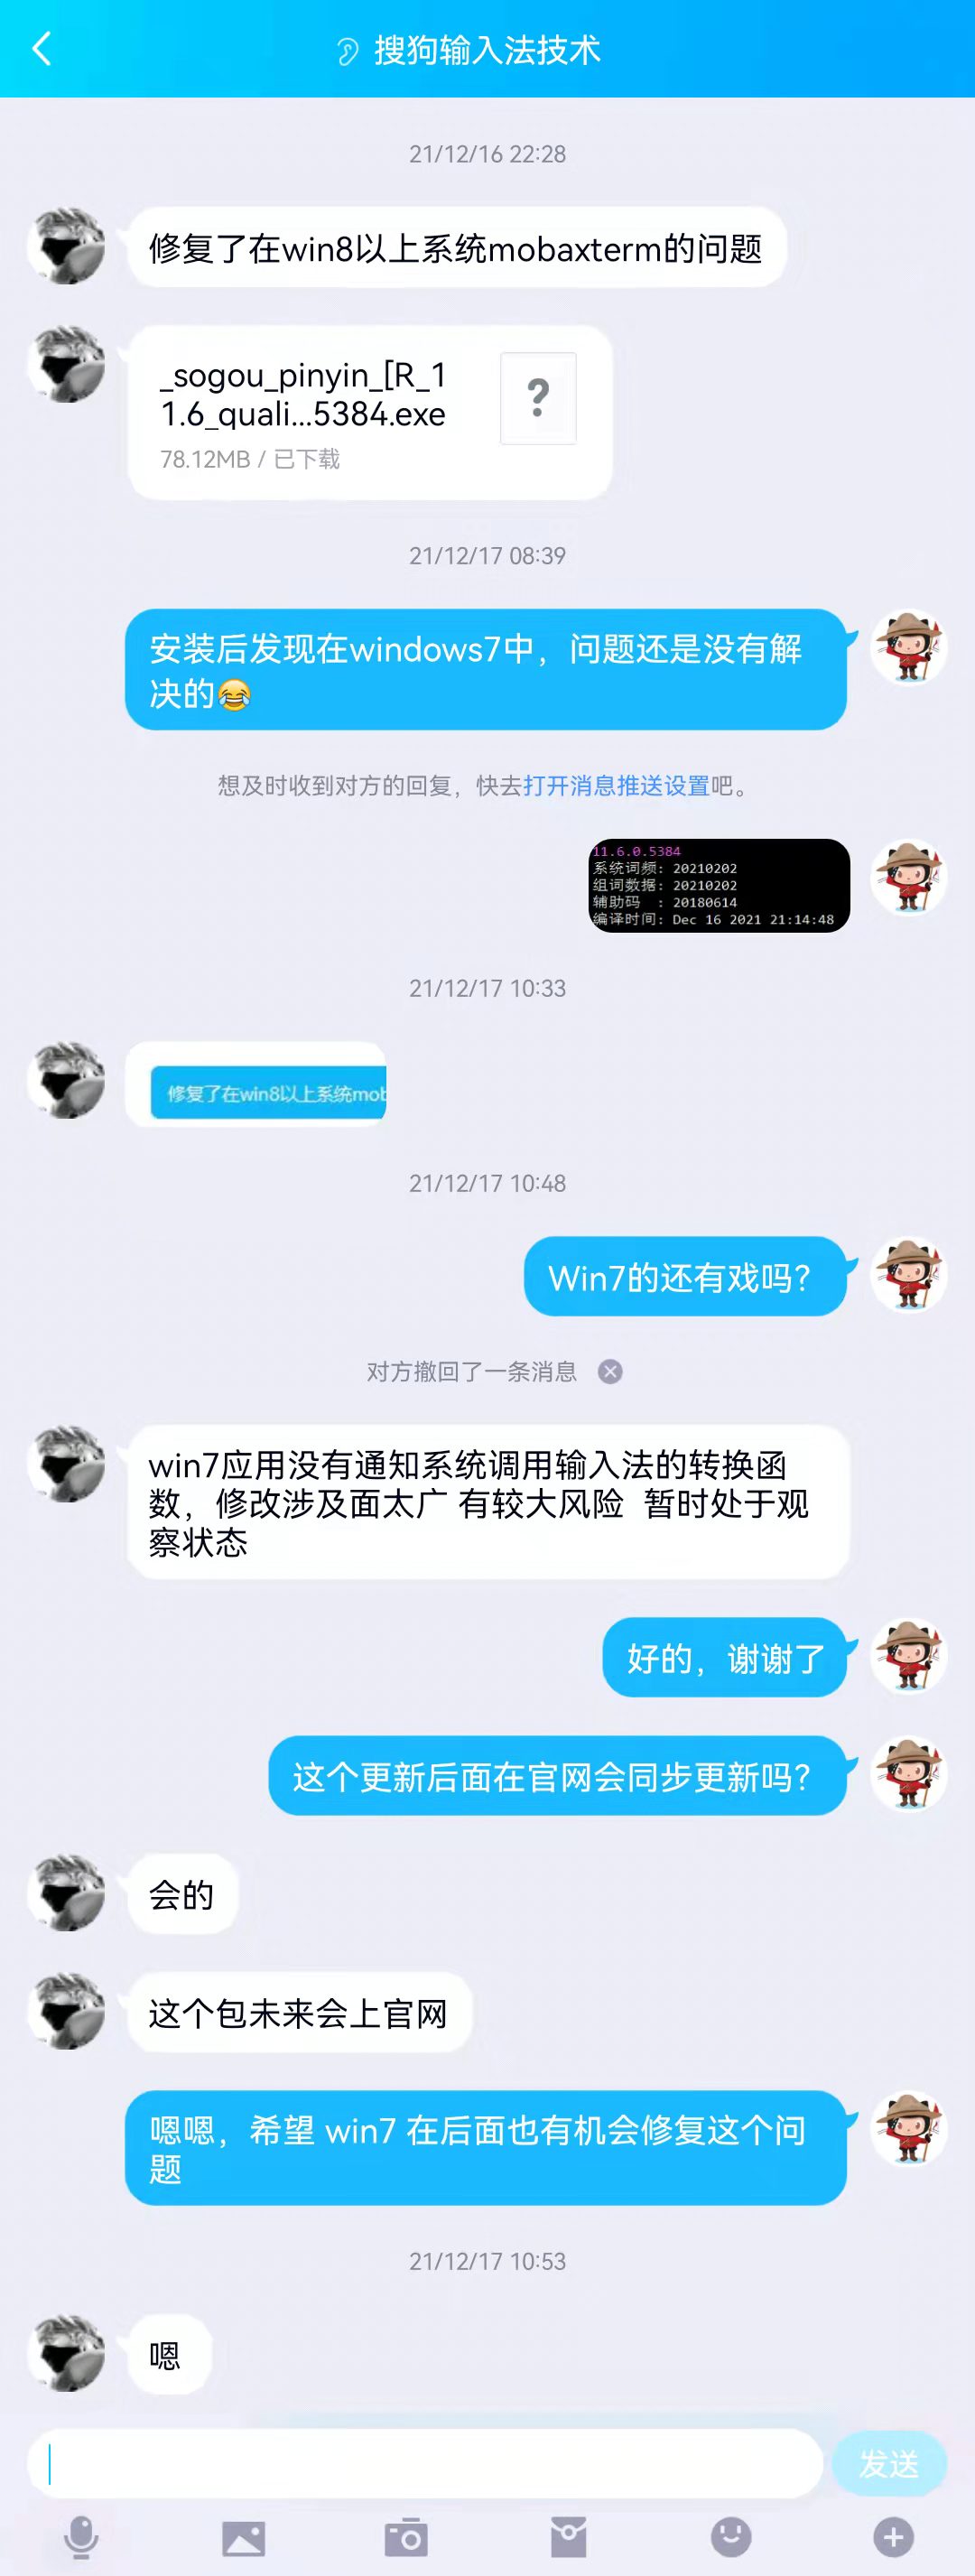 搜狗输入法技术
21/12/16 22:28
修复了在win8以上系统mobaxterm的问题
_sogou_pinyin_[R_1
1.6_quali...5384.exe
?
78.12MB / 已下载
21/12/17 08:39
安装后发现在windows7中，问题还是没有解
决的😂
想及时收到对方的回复，快去打开消息推送设置吧。
11.6.0.5384
系统词频: 20210202
组词数据: 20210202
辅助码 : 20180614
编译时间: Dec 16 2021 21:14:48
21/12/17 10:33
修复了在win8以上系统mob
21/12/17 10:48
Win7的还有戏吗？
对方撤回了一条消息
win7应用没有通知系统调用输入法的转换函
数，修改涉及面太广 有较大风险 暂时处于观
察状态
好的，谢谢了
这个更新后面在官网会同步更新吗？
会的
这个包未来会上官网
嗯嗯，希望 win7 在后面也有机会修复这个问
题
21/12/17 10:53
嗯
发送